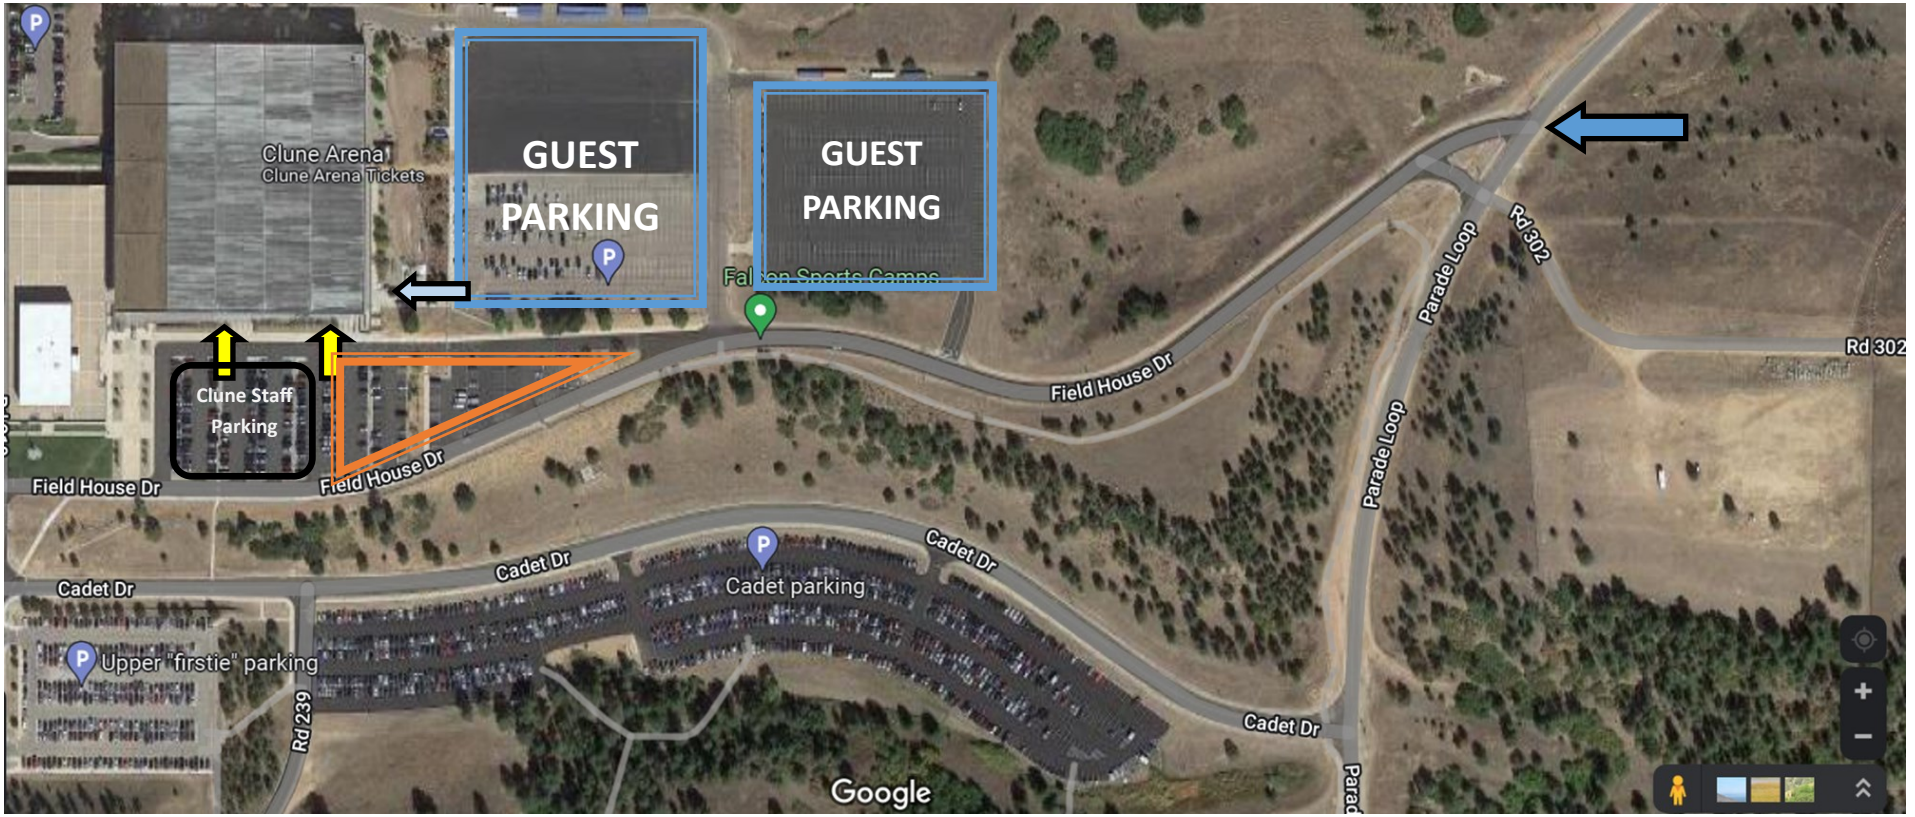 P
Clune Arena
Clune Arena Tickets
GUEST
PARKING
P
GUEST
PARKING
Falcon Sports Camps
Rd 302
Parade Loop
Rd 302
Field House Dr
Clune Staff
Parking
Parade Loop
Field House Dr
Field House Dr
P
Cadet Dr
Cadet Dr
Cadet parking
Cadet Dr
P
Upper "firstie" parking
Rd 239
Cadet Dr
Parad
Google